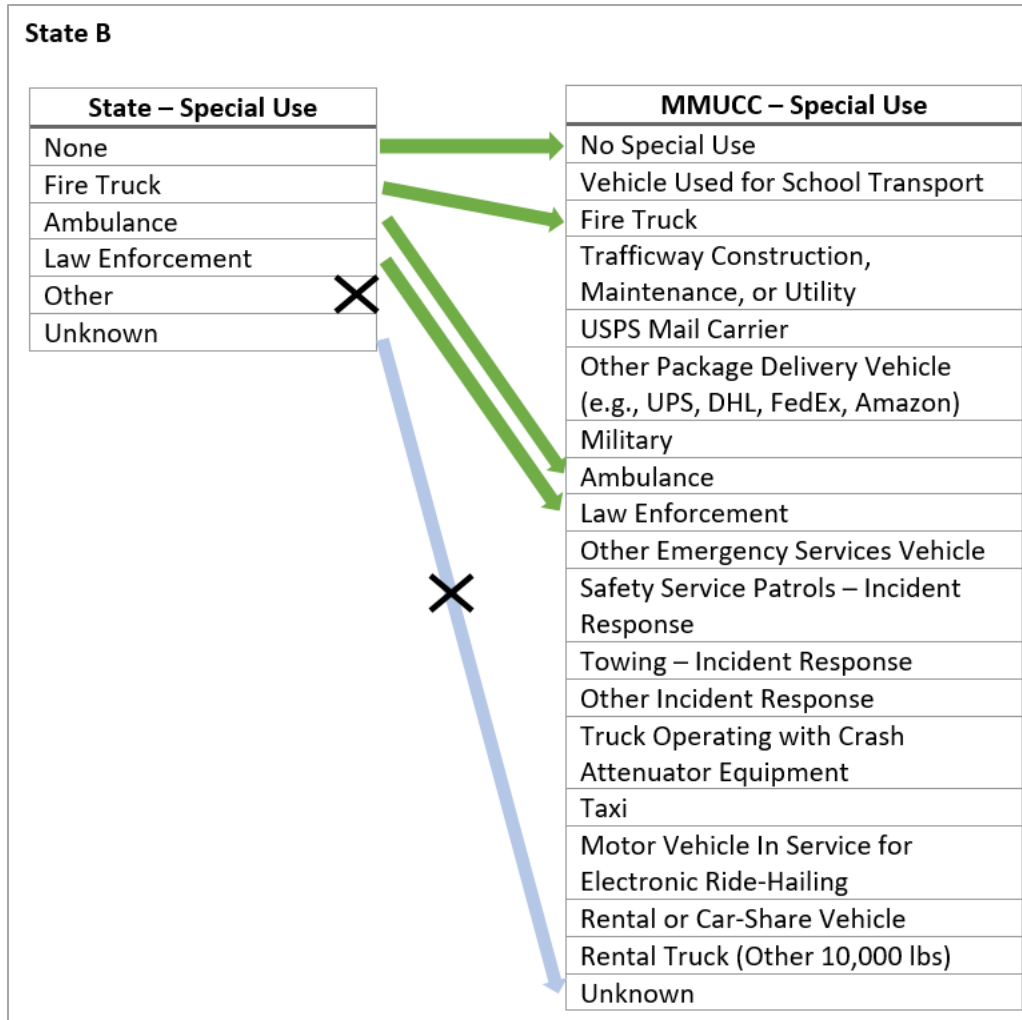 State B
State – Special Use
None
Fire Truck
Ambulance
Law Enforcement
Other
Unknown
MMUCC – Special Use
No Special Use
Vehicle Used for School Transport
Fire Truck
Trafficway Construction,
Maintenance, or Utility
USPS Mail Carrier
Other Package Delivery Vehicle
(e.g., UPS, DHL, FedEx, Amazon)
Military
Ambulance
Law Enforcement
Other Emergency Services Vehicle
Safety Service Patrols – Incident
Response
Towing – Incident Response
Other Incident Response
Truck Operating with Crash
Attenuator Equipment
Taxi
Motor Vehicle In Service for
Electronic Ride-Hailing
Rental or Car-Share Vehicle
Rental Truck (Other 10,000 lbs)
Unknown